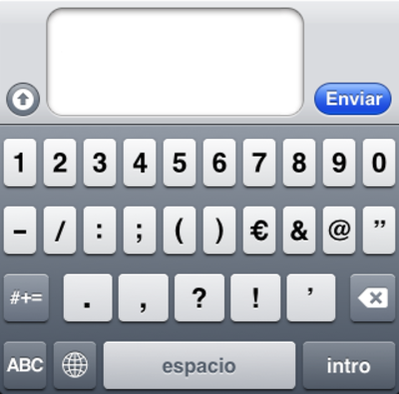 Enviar
1 2 3 4 5 6 7 8 9 0
- / : ; ( ) € & @ ”
#+= . , ? ! ’
ABC espacio intro